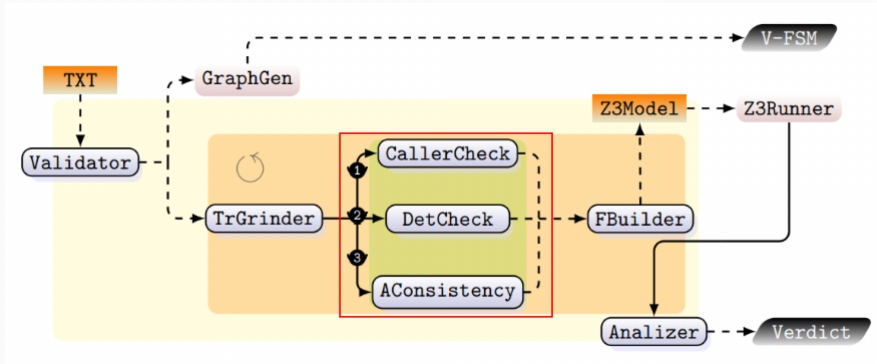 V-FSM
TXT
GraphGen
Z3Model
Z3Runner
Validator
1
CallerCheck
TrGrinder
2
DetCheck
FBuilder
3
AConsistency
Analizer
Verdict